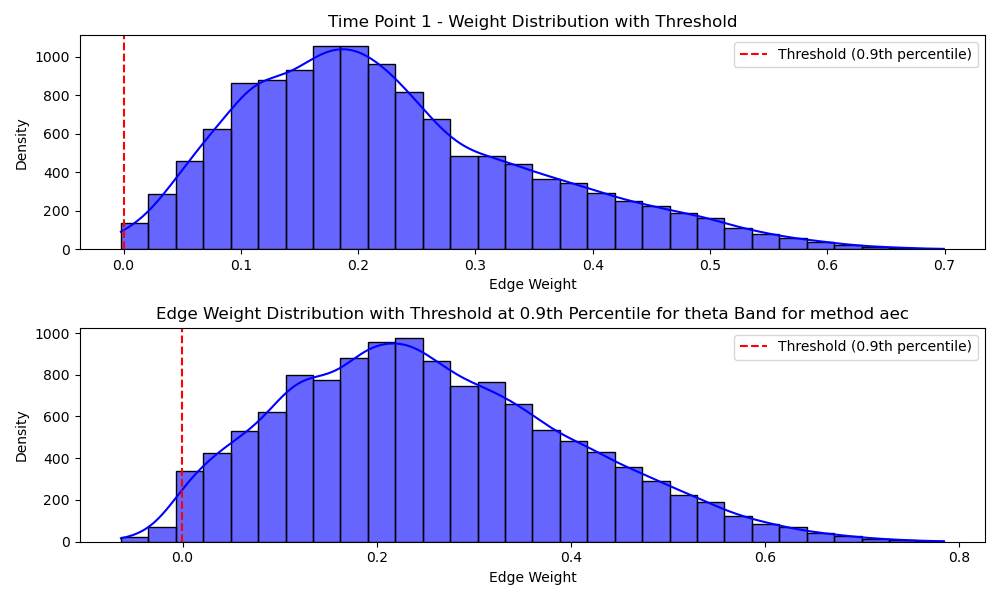 Time Point 1 - Weight Distribution with Threshold
Threshold (0.9th percentile)
Density
1000
800
600
400
200
0
0.0 0.1 0.2 0.3 0.4 0.5 0.6 0.7
Edge Weight
Edge Weight Distribution with Threshold at 0.9th Percentile for theta Band for method aec
Threshold (0.9th percentile)
Density
1000
800
600
400
200
0
0.0 0.2 0.4 0.6 0.8
Edge Weight